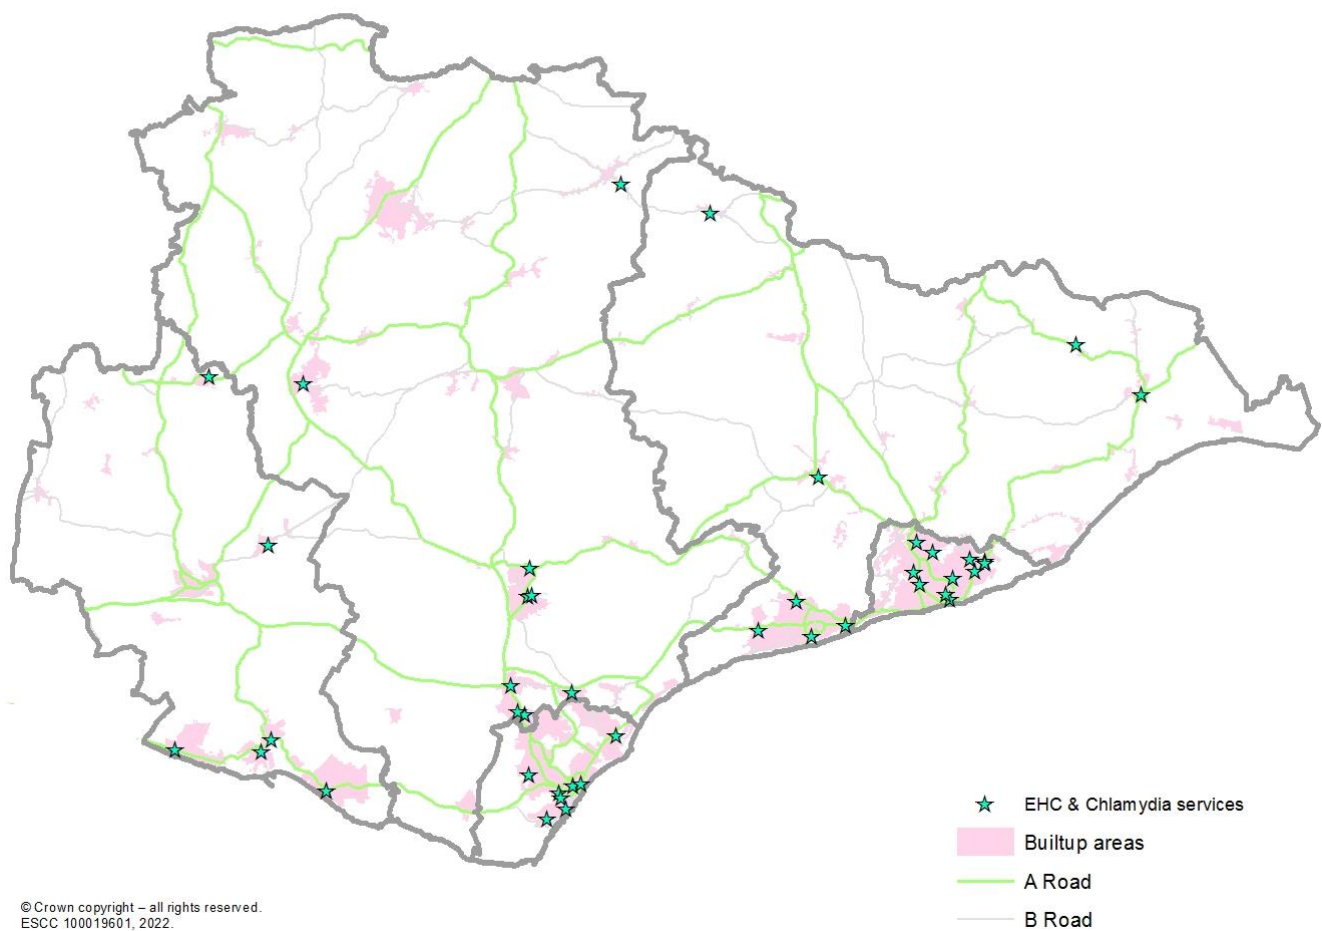 EHC & Chlamydia services
Builtup areas
A Road
B Road
© Crown copyright – all rights reserved.
ESCC 100019601, 2022.